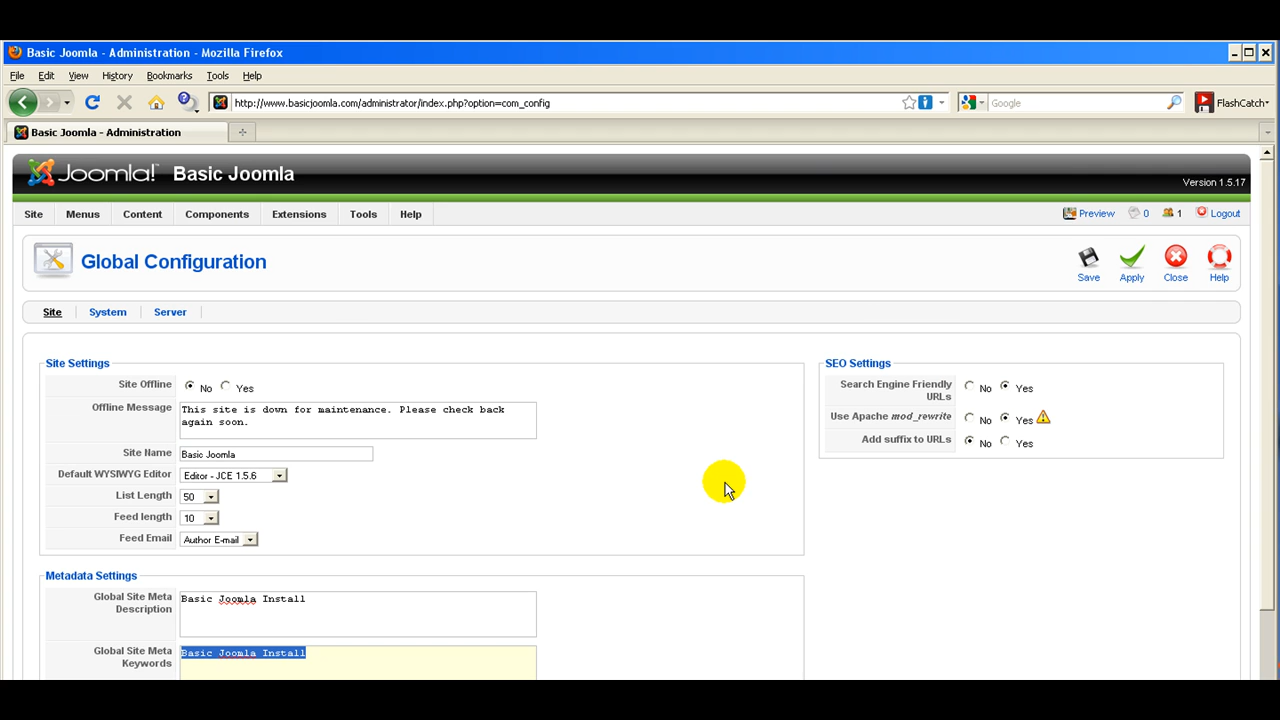 Basic Joomla - Administration - Mozilla Firefox
File Edit View History Bookmarks Tools Help
http://www.basicjoomla.com/administrator/index.php?option=com_config
Google
FlashCatch
Basic Joomla - Administration
Joomla! Basic Joomla
Version 1.5.17
Site Menus Content Components Extensions Tools Help
Preview 0 1 Logout
Global Configuration
Save Apply Close Help
Site System Server
Site Settings
Site Offline No Yes
Offline Message This site is down for maintenance. Please check back
again soon.
Site Name Basic Joomla
Default WYSIWYG Editor Editor - JCE 1.5.6
List Length 50
Feed length 10
Feed Email Author E-mail
SEO Settings
Search Engine Friendly
URLs No Yes
Use Apache mod_rewrite No Yes
Add suffix to URLs No Yes
Metadata Settings
Global Site Meta
Description
Basic Joomla Install
Global Site Meta
Keywords
Basic Joomla Install